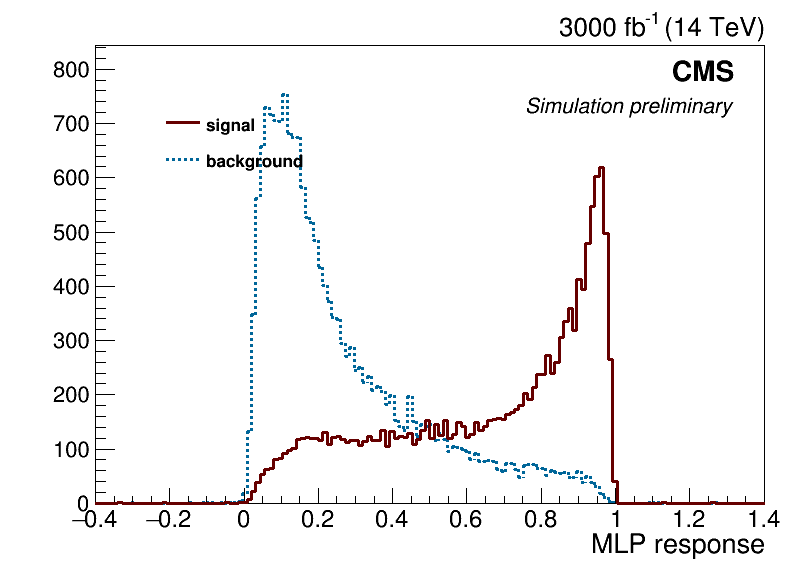 3000 fb-1 (14 TeV)
CMS
Simulation preliminary
signal
background
800
700
600
500
400
300
200
100
0
−0.4 −0.2 0 0.2 0.4 0.6 0.8 1 1.2 1.4
MLP response